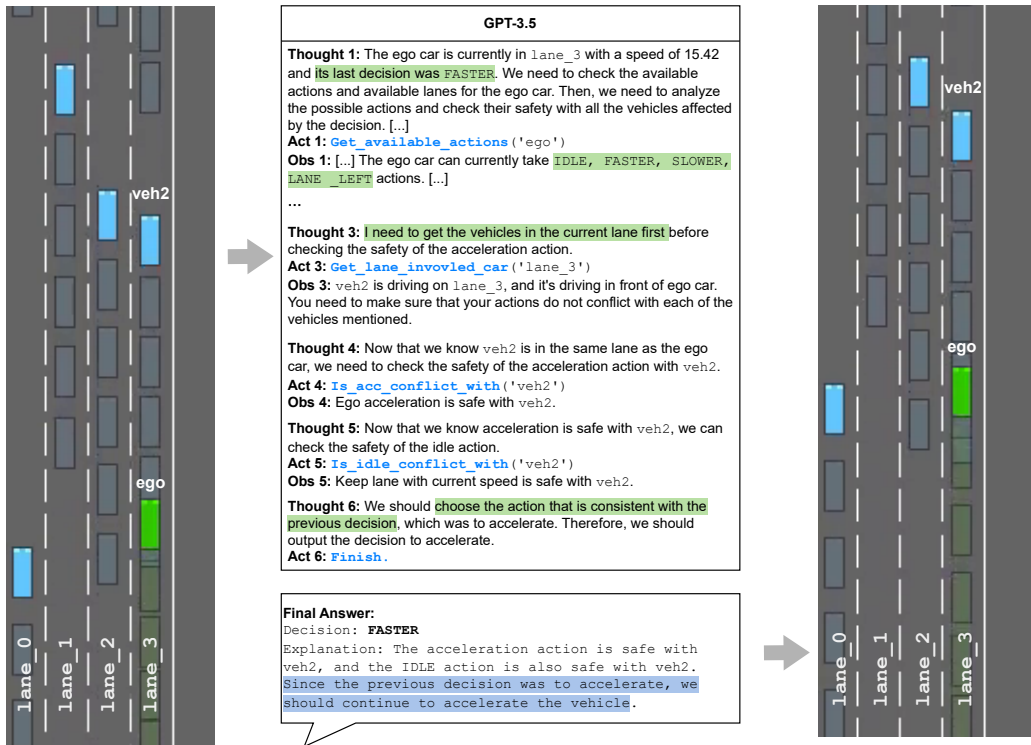 veh2
ego
lane_0
lane_1
lane_2
lane_3
GPT-3.5
Thought 1: The ego car is currently in lane_3 with a speed of 15.42
and its last decision was FASTER. We need to check the available
actions and available lanes for the ego car. Then, we need to analyze
the possible actions and check their safety with all the vehicles affected
by the decision. [...]
Act 1: Get_available_actions('ego')
Obs 1: [...] The ego car can currently take IDLE, FASTER, SLOWER,
LANE _LEFT actions. [...]
...
Thought 3: I need to get the vehicles in the current lane first before
checking the safety of the acceleration action.
Act 3: Get_lane_invovled_car('lane_3')
Obs 3: veh2 is driving on lane_3, and it's driving in front of ego car.
You need to make sure that your actions do not conflict with each of the
vehicles mentioned.
Thought 4: Now that we know veh2 is in the same lane as the ego
car, we need to check the safety of the acceleration action with veh2.
Act 4: Is_acc_conflict_with('veh2')
Obs 4: Ego acceleration is safe with veh2.
Thought 5: Now that we know acceleration is safe with veh2, we can
check the safety of the idle action.
Act 5: Is_idle_conflict_with('veh2')
Obs 5: Keep lane with current speed is safe with veh2.
Thought 6: We should choose the action that is consistent with the
previous decision, which was to accelerate. Therefore, we should
output the decision to accelerate.
Act 6: Finish.
Final Answer:
Decision: FASTER
Explanation: The acceleration action is safe with
veh2, and the IDLE action is also safe with veh2.
Since the previous decision was to accelerate, we
should continue to accelerate the vehicle.
veh2
ego
lane_0
lane_1
lane_2
lane_3